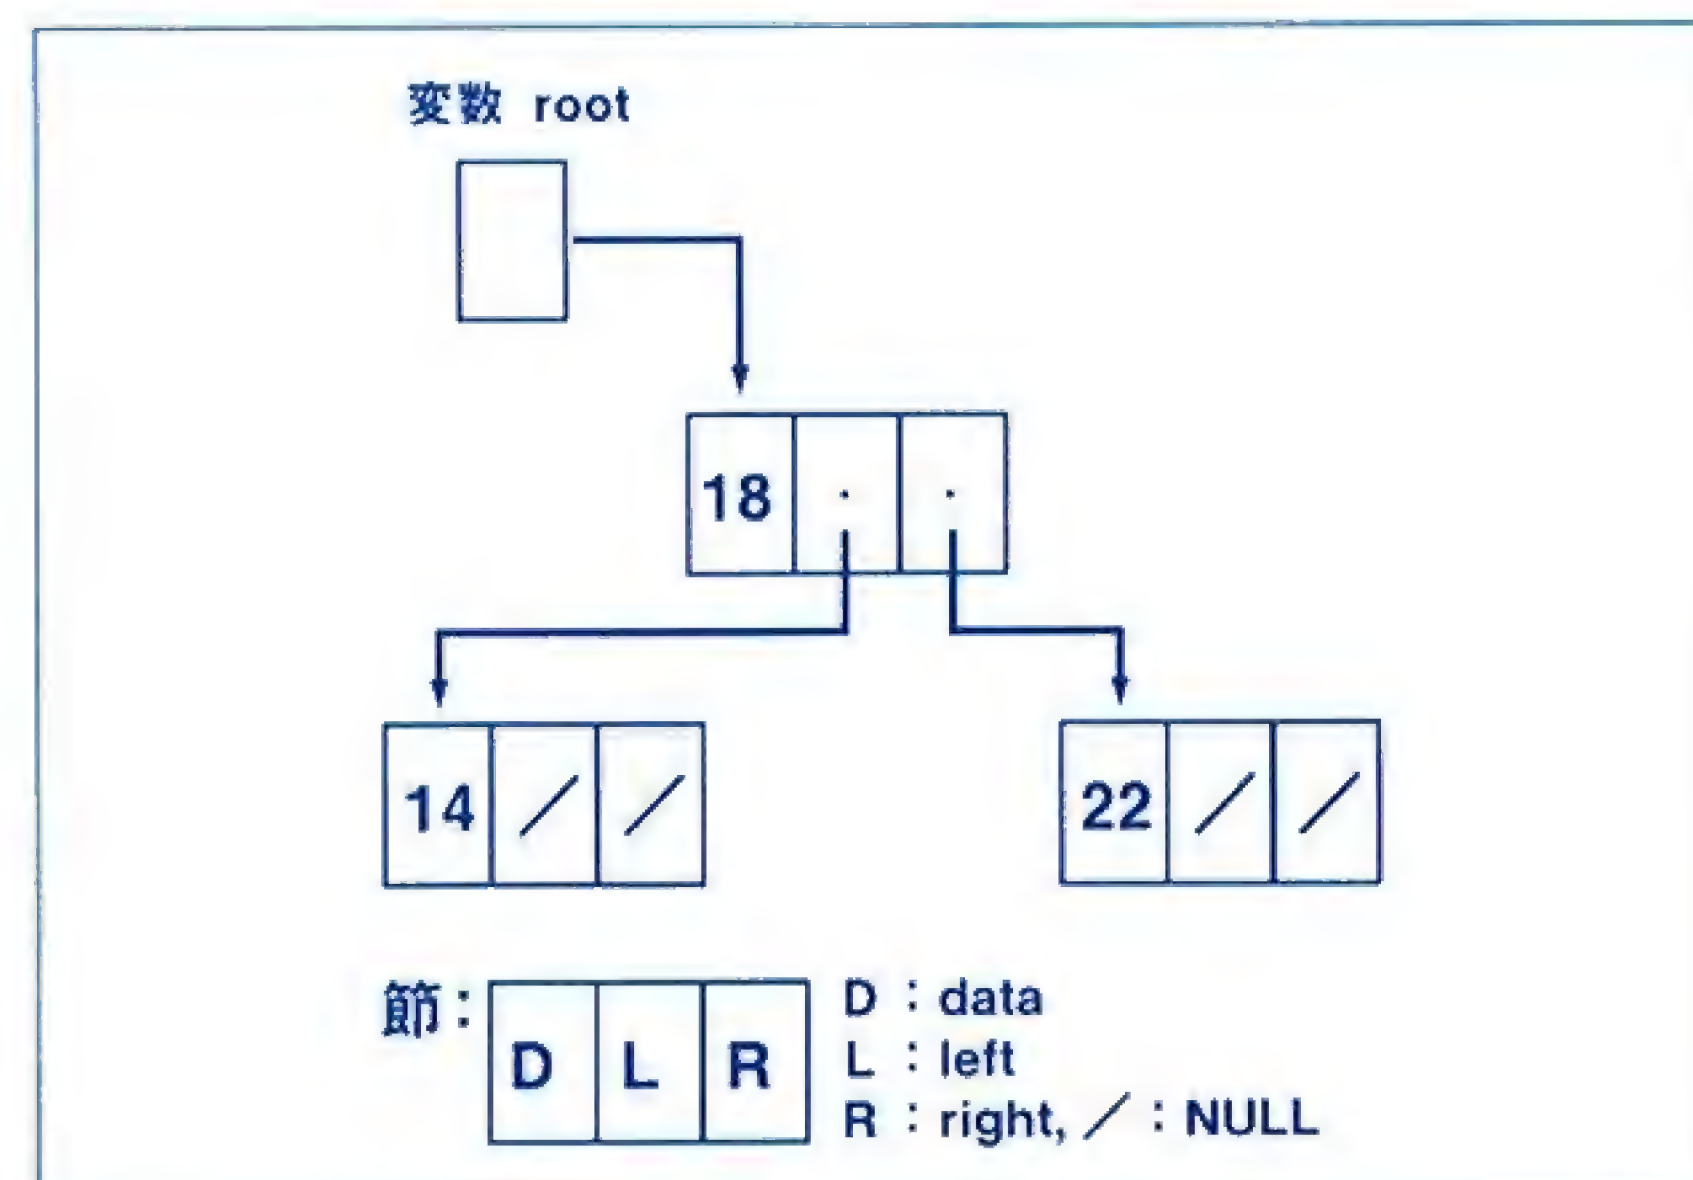 変数 root
18 ・ ・
14 ／ ／
22 ／ ／
節：
D L R
D：data
L：left
R：right, ／：NULL